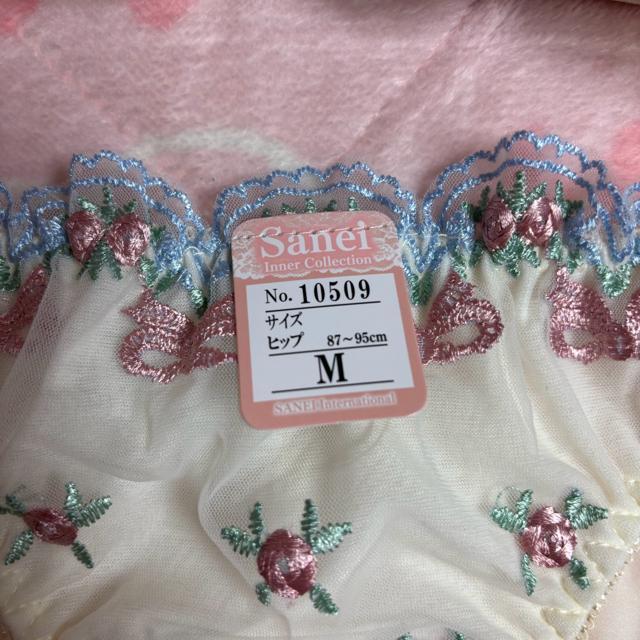 Sanei
Inner Collection
No. 10509
サイズ
ヒップ 87~95cm
M
SANEI International